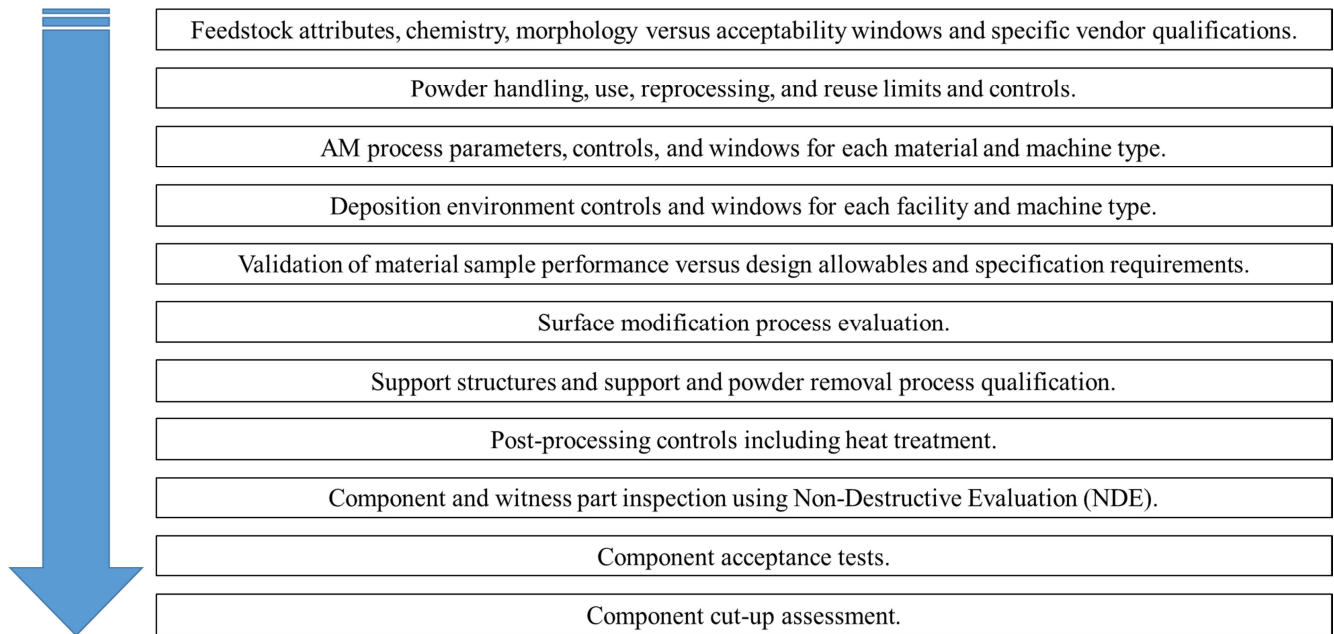 Feedstock attributes, chemistry, morphology versus acceptability windows and specific vendor qualifications.
Powder handling, use, reprocessing, and reuse limits and controls.
AM process parameters, controls, and windows for each material and machine type.
Deposition environment controls and windows for each facility and machine type.
Validation of material sample performance versus design allowables and specification requirements.
Surface modification process evaluation.
Support structures and support and powder removal process qualification.
Post-processing controls including heat treatment.
Component and witness part inspection using Non-Destructive Evaluation (NDE).
Component acceptance tests.
Component cut-up assessment.